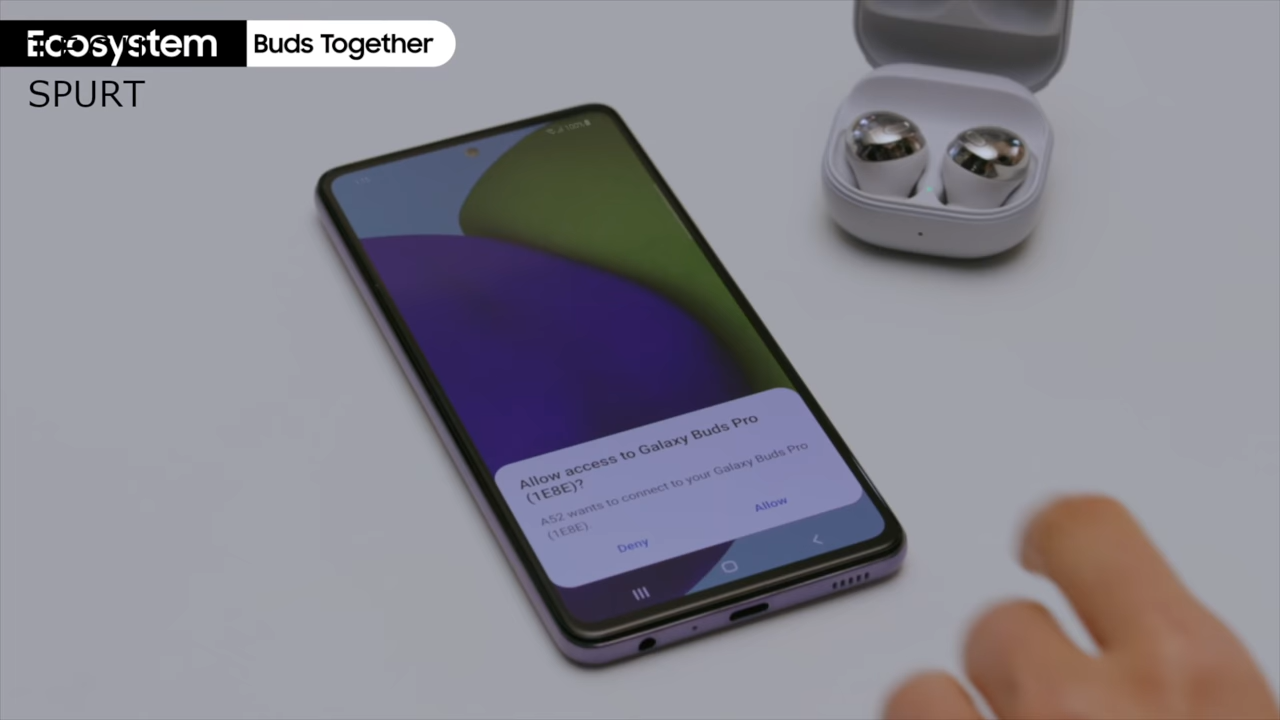 Ecosystem
Buds Together
SPURT
100%
Allow access to Galaxy Buds Pro
(1E8E)?
A52 wants to connect to your Galaxy Buds Pro
(1E8E).
Deny
Allow